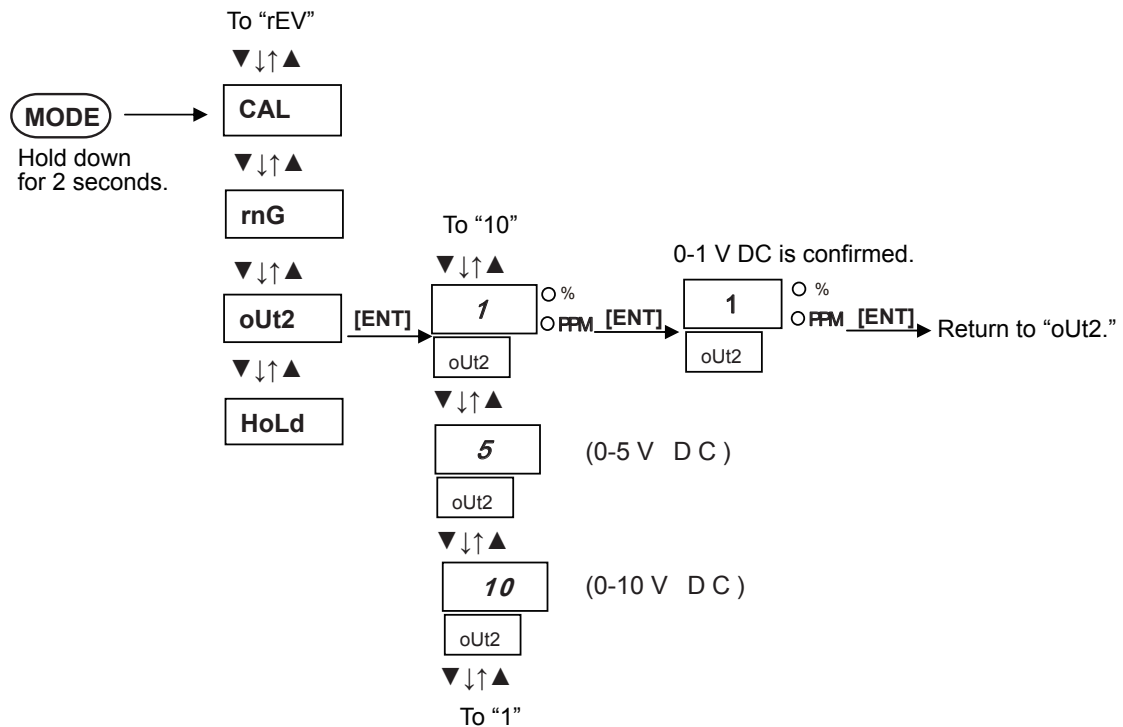 To “rEV”
▼↓↑▲
MODE
CAL
Hold down
for 2 seconds.
▼↓↑▲
rnG
▼↓↑▲
oUt2
[ENT]
▼↓↑▲
HoLd
To “10”
▼↓↑▲
1
%
PPM
[ENT]
oUt2
▼↓↑▲
5
(0-5 V DC)
oUt2
▼↓↑▲
10
(0-10 V DC)
oUt2
▼↓↑▲
To “1”
0-1 V DC is confirmed.
1
%
PPM
[ENT]
Return to “oUt2.”
oUt2